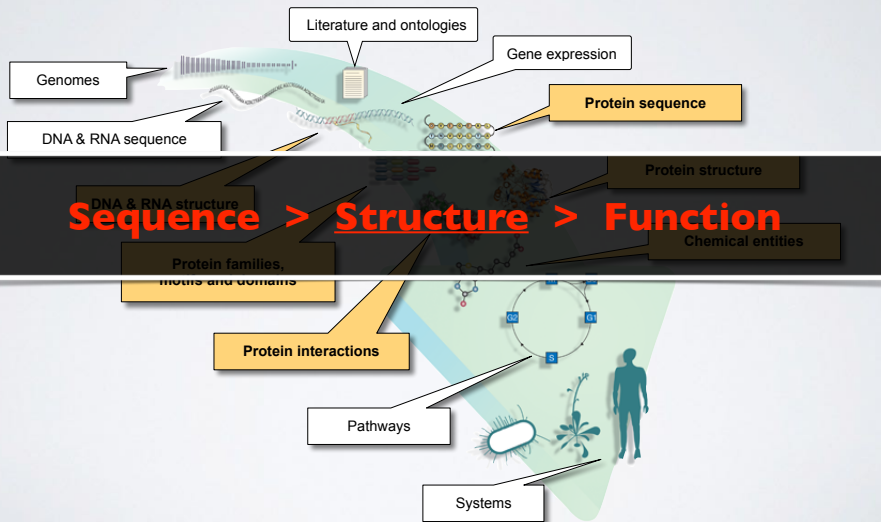 Literature and ontologies
Gene expression
Genomes
Protein sequence
DNA & RNA sequence
Protein structure
DNA & RNA structure
Sequence > Structure > Function
Chemical entities
Protein families,
motifs and domains
G2
G1
Protein interactions
S
Pathways
Systems